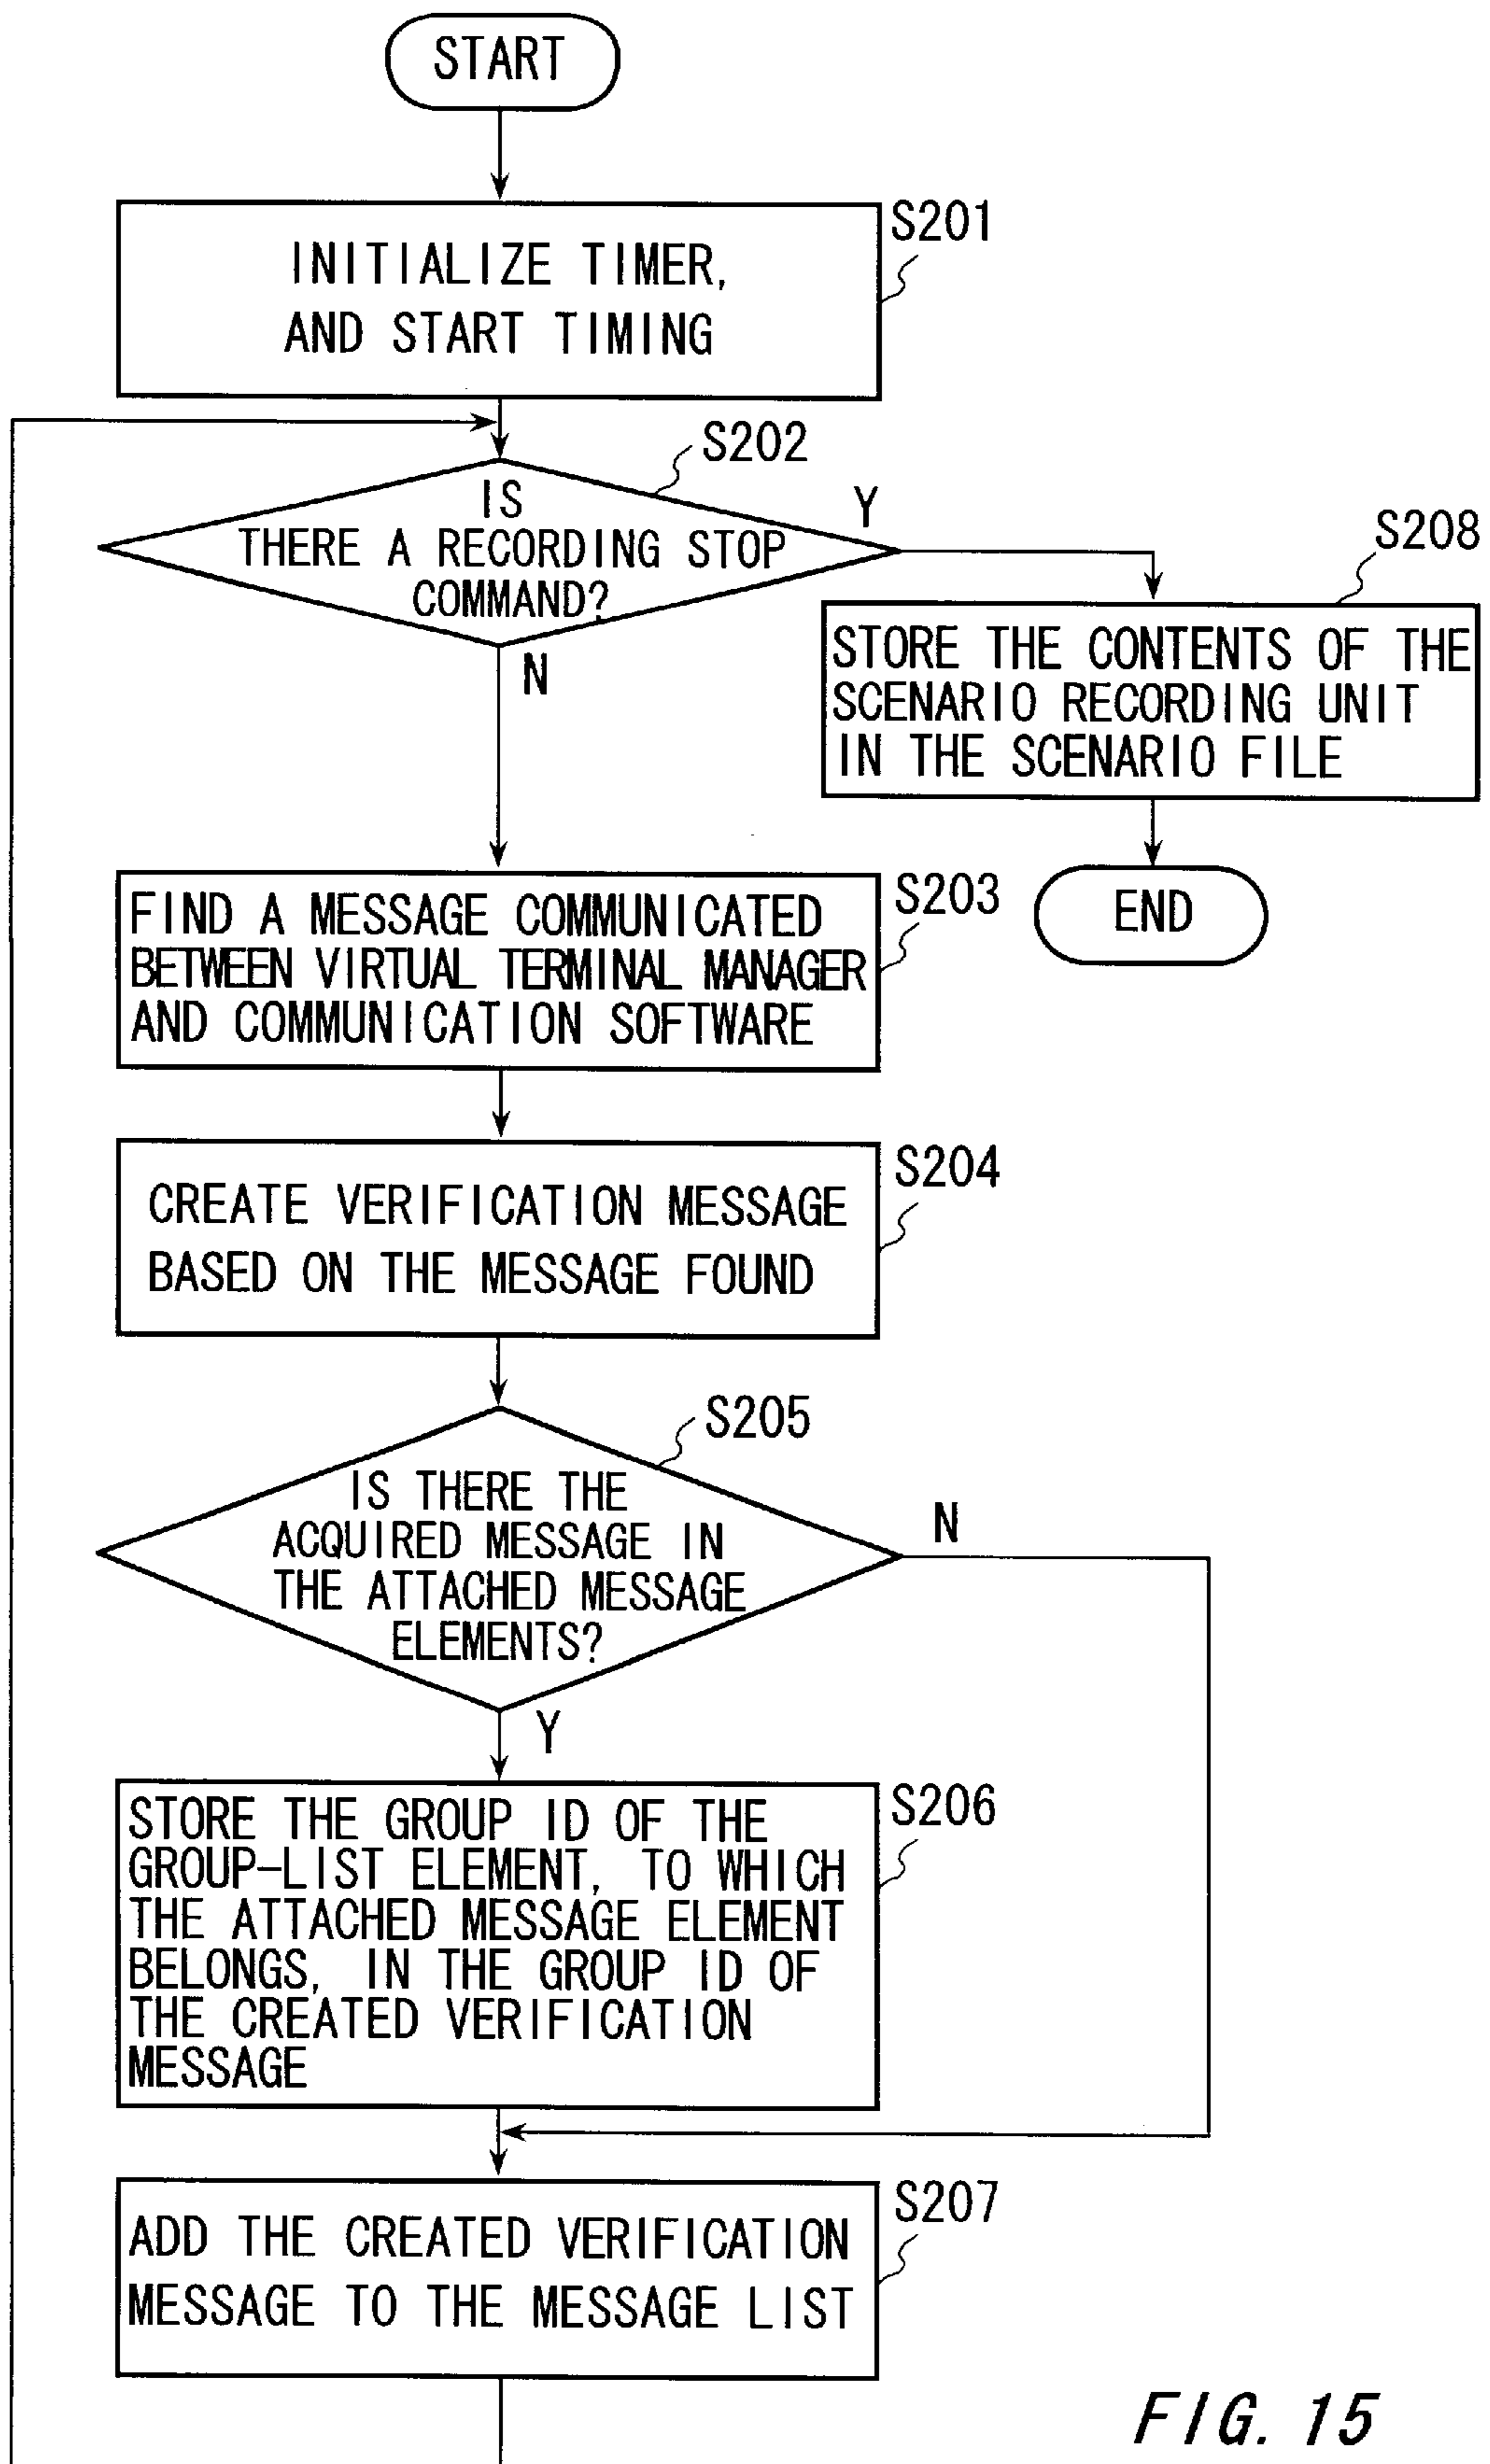 START
S201
INITIALIZE TIMER,
AND START TIMING
S202
IS
THERE A RECORDING STOP
COMMAND?
Y
N
S208
STORE THE CONTENTS OF THE
SCENARIO RECORDING UNIT
IN THE SCENARIO FILE
END
S203
FIND A MESSAGE COMMUNICATED
BETWEEN VIRTUAL TERMINAL MANAGER
AND COMMUNICATION SOFTWARE
S204
CREATE VERIFICATION MESSAGE
BASED ON THE MESSAGE FOUND
S205
IS THERE THE
ACQUIRED MESSAGE IN
THE ATTACHED MESSAGE
ELEMENTS?
N
Y
S206
STORE THE GROUP ID OF THE
GROUP-LIST ELEMENT, TO WHICH
THE ATTACHED MESSAGE ELEMENT
BELONGS, IN THE GROUP ID OF
THE CREATED VERIFICATION
MESSAGE
S207
ADD THE CREATED VERIFICATION
MESSAGE TO THE MESSAGE LIST
FIG. 15